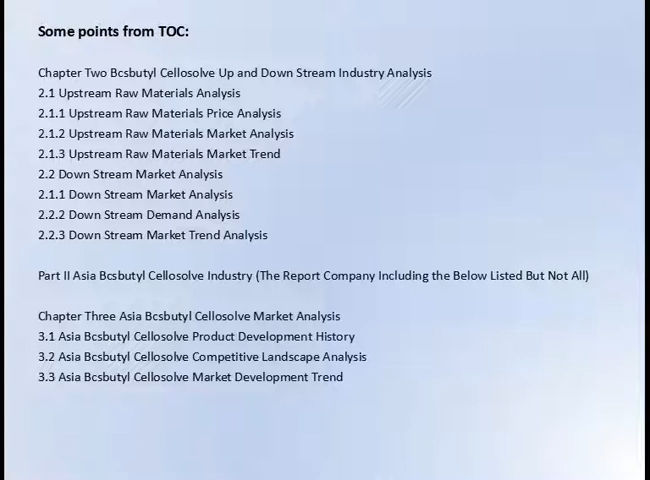 Some points from TOC:
Chapter Two Bcsbutyl Cellosolve Up and Down Stream Industry Analysis
2.1 Upstream Raw Materials Analysis
2.1.1 Upstream Raw Materials Price Analysis
2.1.2 Upstream Raw Materials Market Analysis
2.1.3 Upstream Raw Materials Market Trend
2.2 Down Stream Market Analysis
2.1.1 Down Stream Market Analysis
2.2.2 Down Stream Demand Analysis
2.2.3 Down Stream Market Trend Analysis
Part II Asia Bcsbutyl Cellosolve Industry (The Report Company Including the Below Listed But Not All)
Chapter Three Asia Bcsbutyl Cellosolve Market Analysis
3.1 Asia Bcsbutyl Cellosolve Product Development History
3.2 Asia Bcsbutyl Cellosolve Competitive Landscape Analysis
3.3 Asia Bcsbutyl Cellosolve Market Development Trend